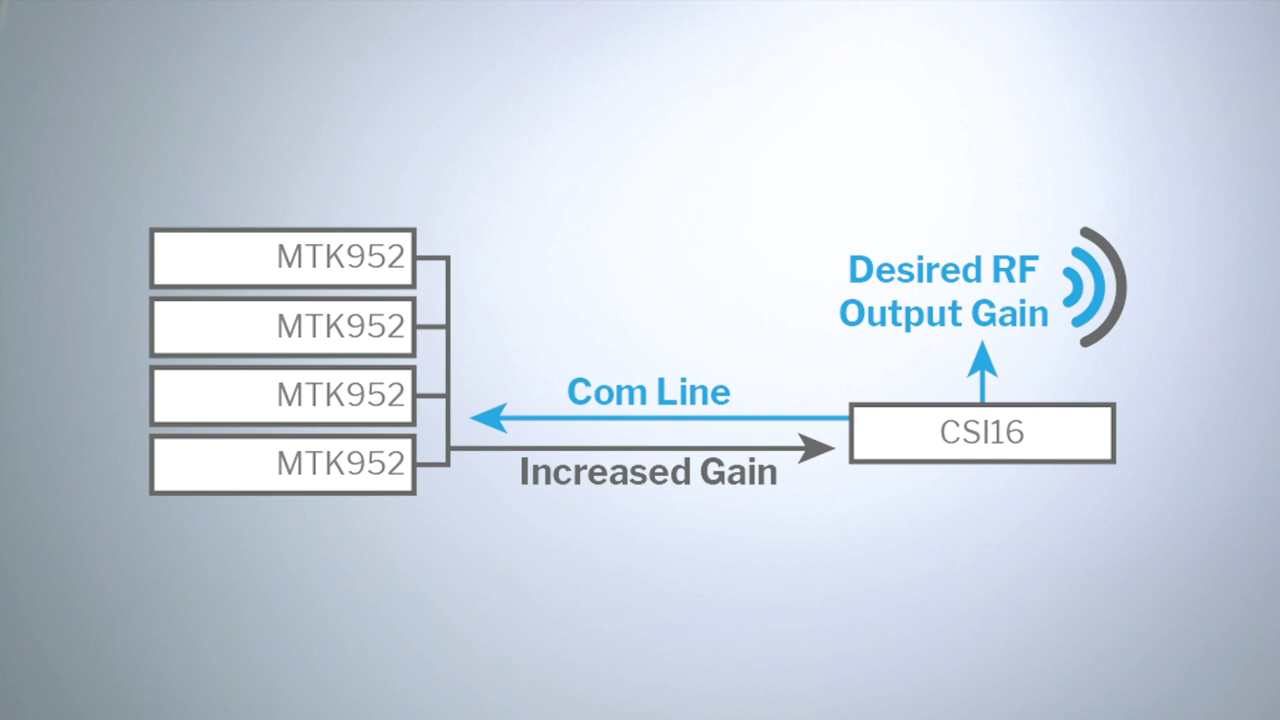 MTK952
MTK952
MTK952
MTK952
Com Line
Increased Gain
Desired RF
Output Gain
CSI16